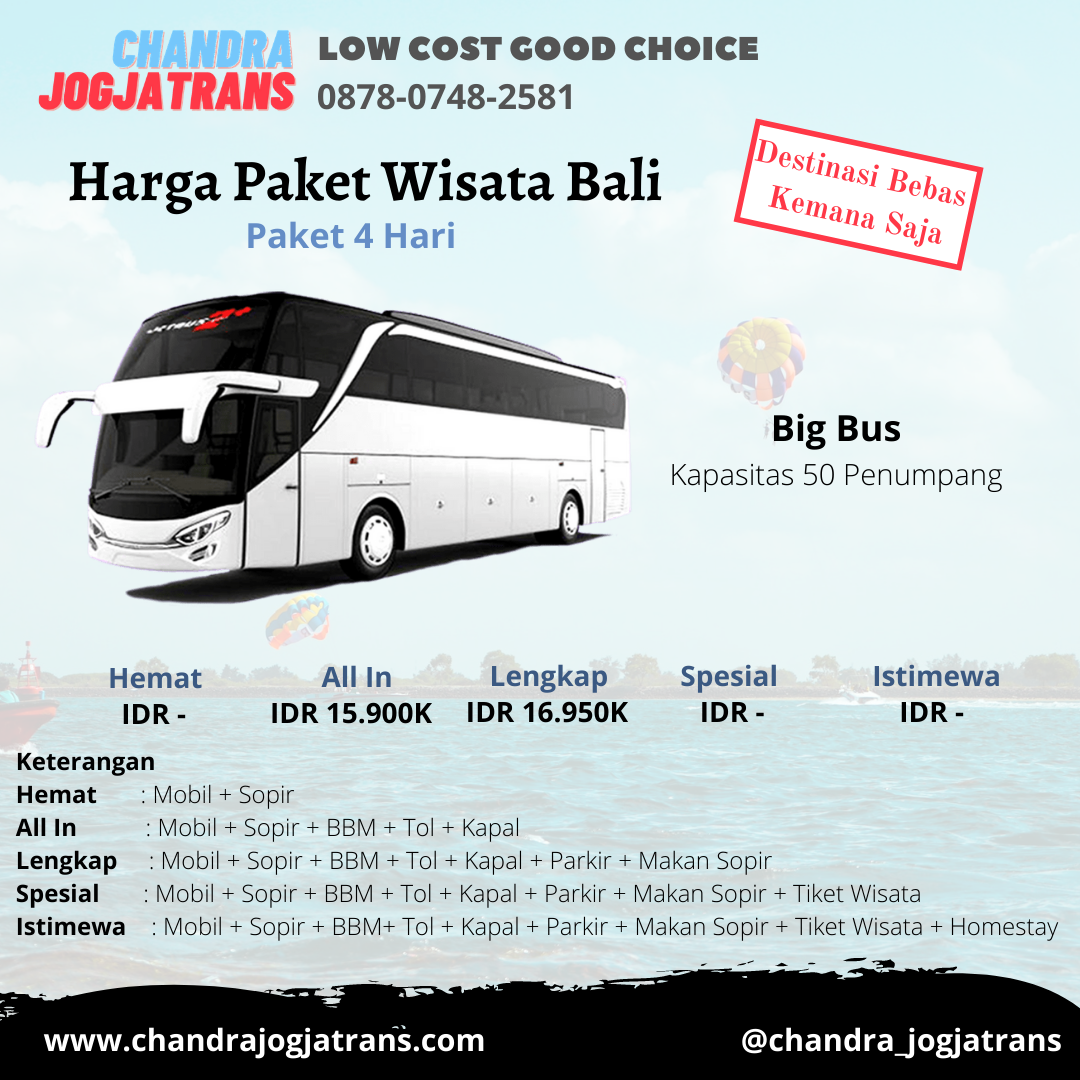 CHANDRA
JOGJATRANS
LOW COST GOOD CHOICE
0878-0748-2581
Harga Paket Wisata Bali
Paket 4 Hari
Destinasi Bebas
Kemana Saja
Big Bus
Kapasitas 50 Penumpang
Hemat
IDR -
All In
IDR 15.900K
Lengkap
IDR 16.950K
Spesial
IDR -
Istimewa
IDR -
Keterangan
Hemat : Mobil + Sopir
All In : Mobil + Sopir + BBM + Tol + Kapal
Lengkap : Mobil + Sopir + BBM + Tol + Kapal + Parkir + Makan Sopir
Spesial : Mobil + Sopir + BBM + Tol + Kapal + Parkir + Makan Sopir + Tiket Wisata
Istimewa : Mobil + Sopir + BBM+ Tol + Kapal + Parkir + Makan Sopir + Tiket Wisata + Homestay
www.chandrajogjatrans.com
@chandra_jogjatrans